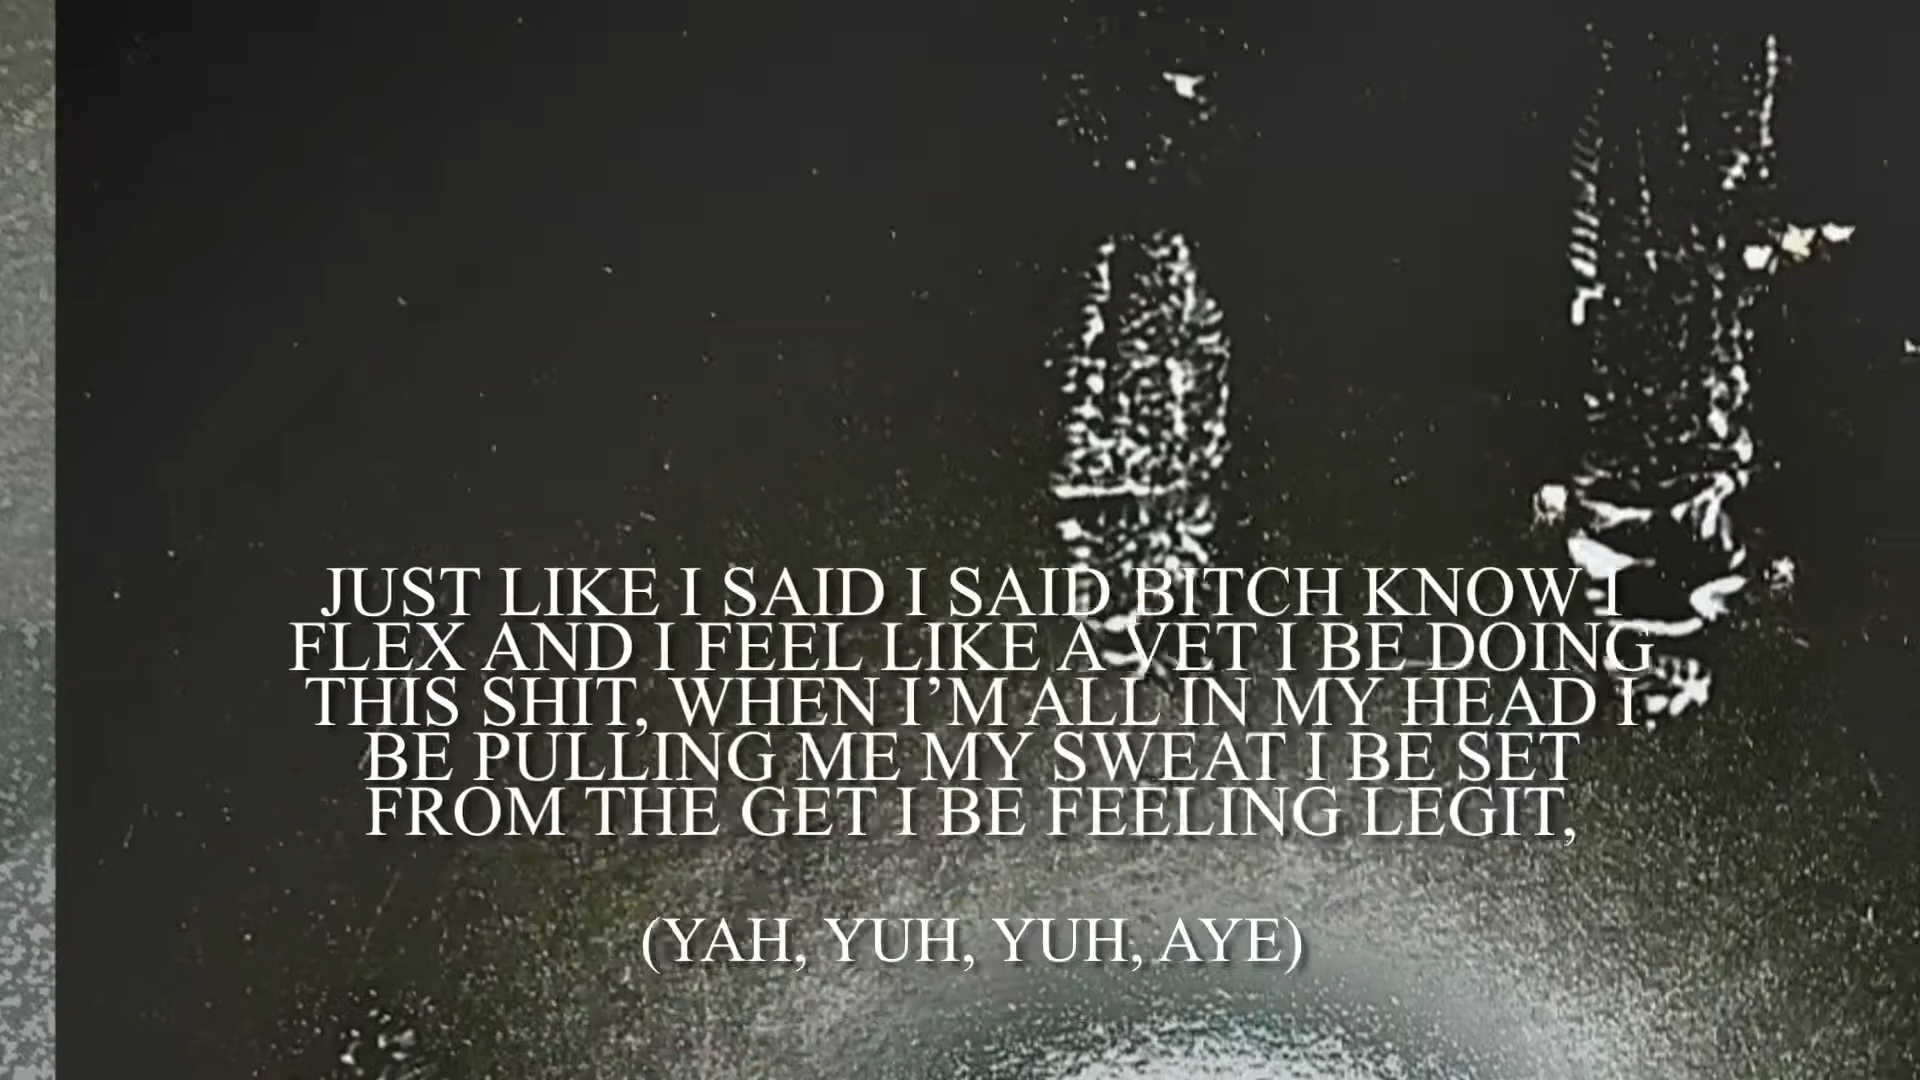 JUST LIKE I SAID I SAID BITCH KNOW I
FLEX AND I FEEL LIKE A VET I BE DOING
THIS SHIT, WHEN I’M ALL IN MY HEAD I
BE PULLING ME MY SWEAT I BE SET
FROM THE GET I BE FEELING LEGIT,
(YAH, YUH, YUH, AYE)